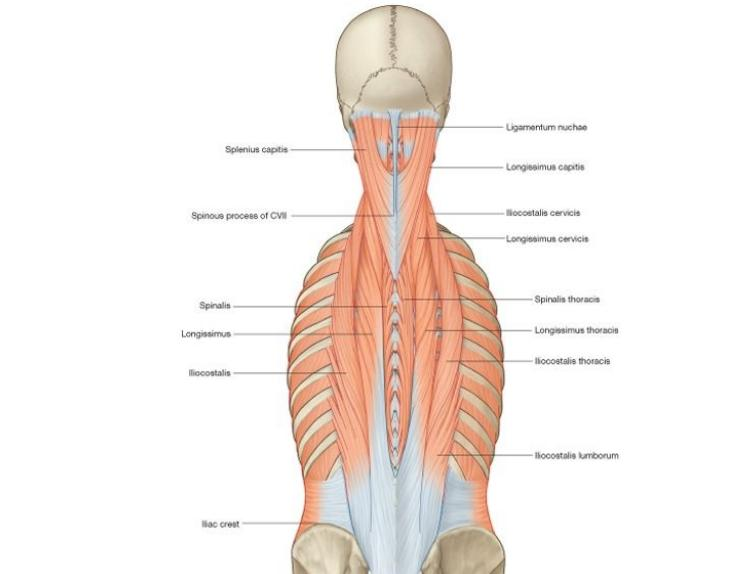 Ligamentum nuchae
Splenius capitis
Longissimus capitis
Spinous process of CVII
Iliocostalis cervicis
Longissimus cervicis
Spinalis
Spinalis thoracis
Longissimus
Longissimus thoracis
Iliocostalis thoracis
Iliocostalis
Iliocostalis lumborum
Iliac crest